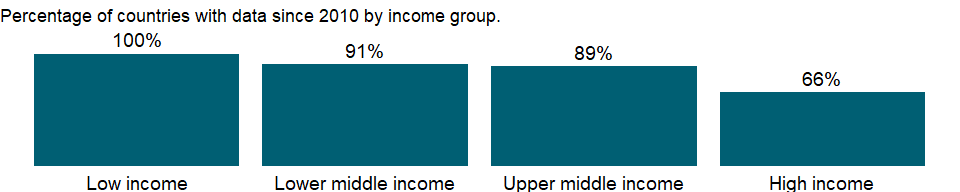 Percentage of countries with data since 2010 by income group.
100%
91%
89%
66%
Low income
Lower middle income
Upper middle income
High income